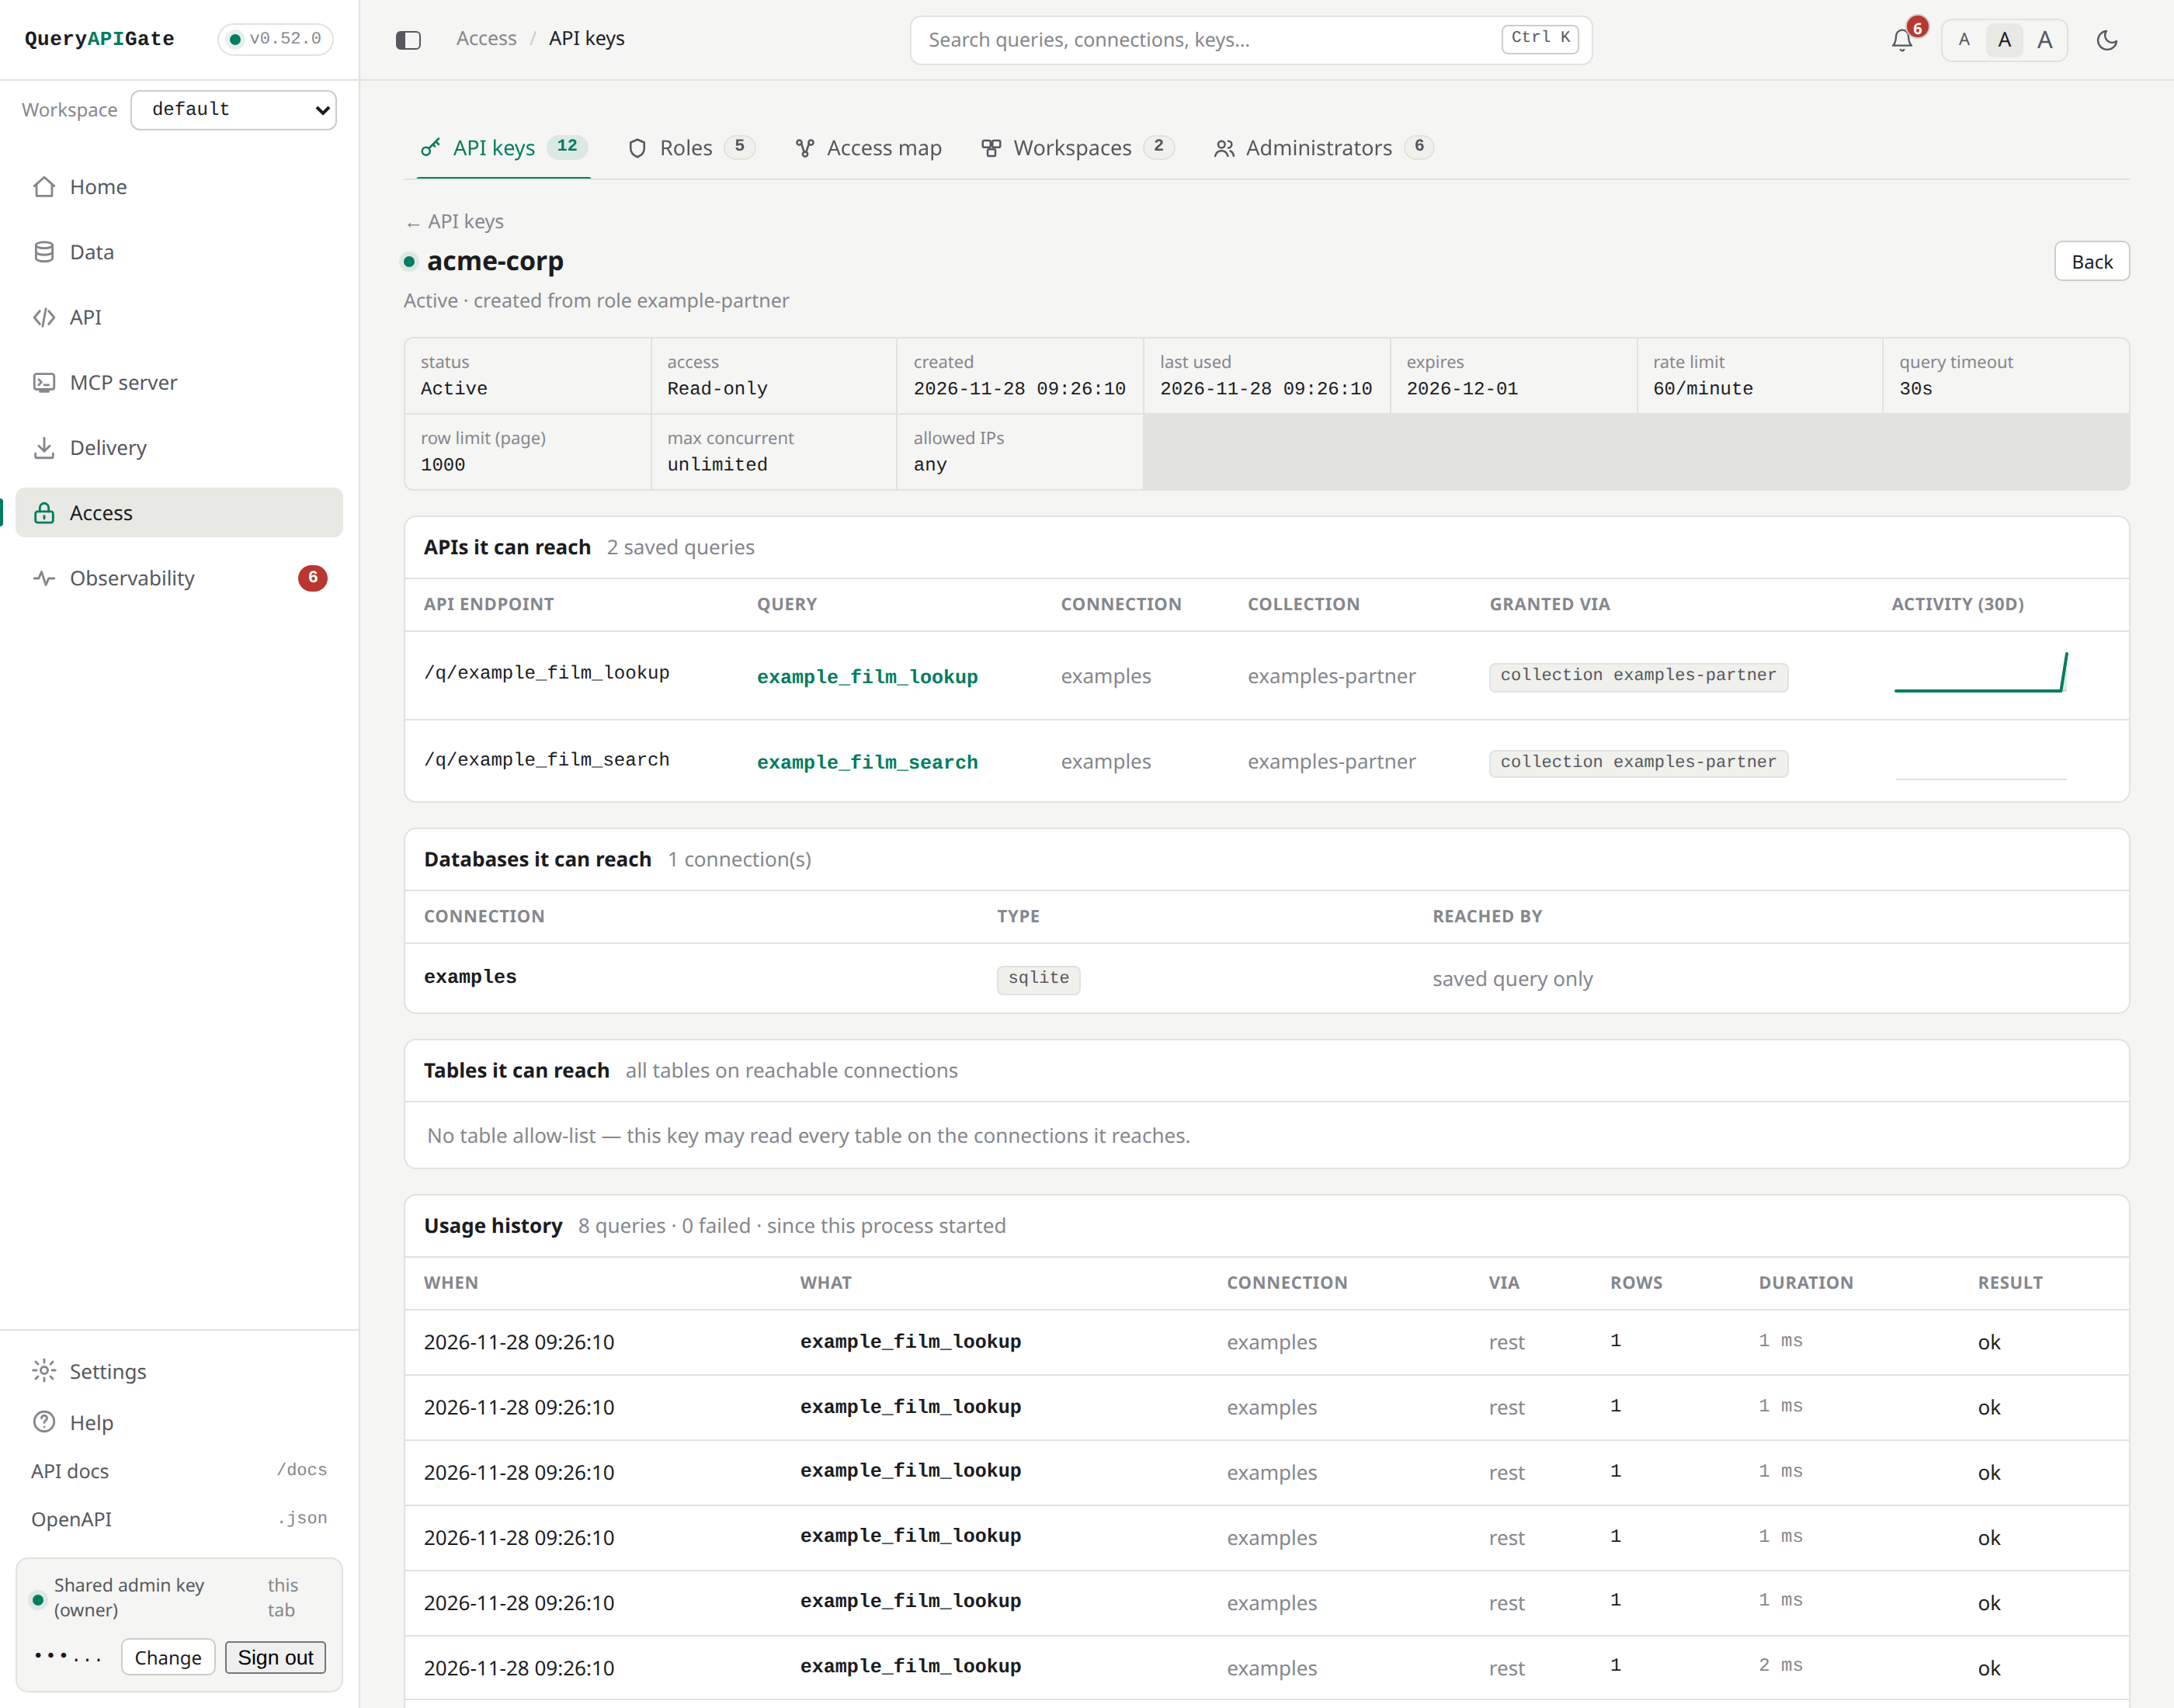 QueryAPIGate v0.52.0
Workspace default
Home
Data
API
MCP server
Delivery
Access
Observability 6
Settings
Help
API docs /docs
OpenAPI .json
Shared admin key (owner) this tab
•••... Change Sign out
Access / API keys
Search queries, connections, keys... Ctrl K
6 A A A
API keys 12 Roles 5 Access map Workspaces 2 Administrators 6
← API keys
acme-corp Back
Active · created from role example-partner
status access created last used expires rate limit query timeout
Active Read-only 2026-11-28 09:26:10 2026-11-28 09:26:10 2026-12-01 60/minute 30s
row limit (page) max concurrent allowed IPs
1000 unlimited any
APIs it can reach 2 saved queries
API ENDPOINT QUERY CONNECTION COLLECTION GRANTED VIA ACTIVITY (30D)
/q/example_film_lookup example_film_lookup examples examples-partner collection examples-partner
/q/example_film_search example_film_search examples examples-partner collection examples-partner
Databases it can reach 1 connection(s)
CONNECTION TYPE REACHED BY
examples sqlite saved query only
Tables it can reach all tables on reachable connections
No table allow-list — this key may read every table on the connections it reaches.
Usage history 8 queries · 0 failed · since this process started
WHEN WHAT CONNECTION VIA ROWS DURATION RESULT
2026-11-28 09:26:10 example_film_lookup examples rest 1 1 ms ok
2026-11-28 09:26:10 example_film_lookup examples rest 1 1 ms ok
2026-11-28 09:26:10 example_film_lookup examples rest 1 1 ms ok
2026-11-28 09:26:10 example_film_lookup examples rest 1 1 ms ok
2026-11-28 09:26:10 example_film_lookup examples rest 1 1 ms ok
2026-11-28 09:26:10 example_film_lookup examples rest 1 2 ms ok